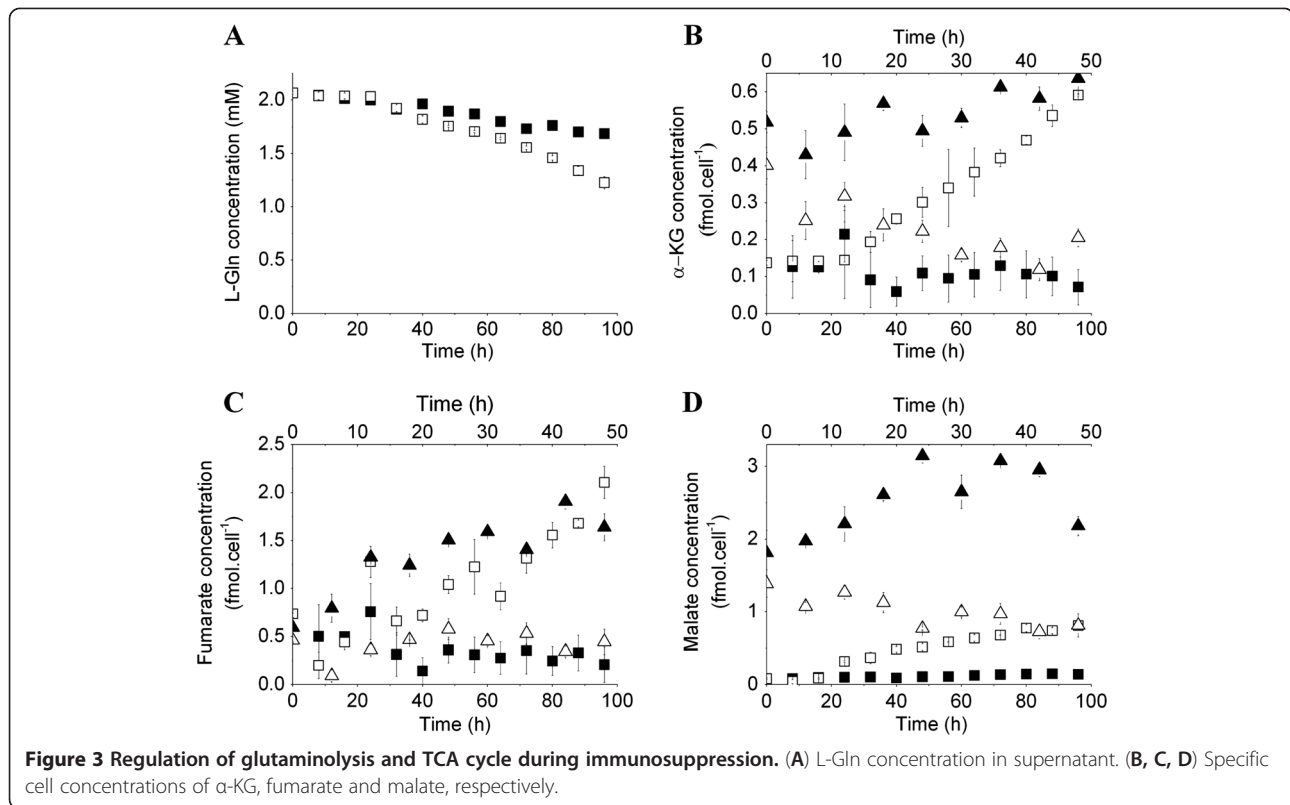 A
L-Gln concentration (mM)
2.0
1.5
1.0
0.5
0.0
0 20 40 60 80 100
Time (h)
B
Time (h)
0 10 20 30 40 50
α–KG concentration
(fmol.cell⁻¹)
0.6
0.5
0.4
0.3
0.2
0.1
0.0
0 20 40 60 80 100
Time (h)
C
Time (h)
0 10 20 30 40 50
Fumarate concentration
(fmol.cell⁻¹)
2.5
2.0
1.5
1.0
0.5
0.0
0 20 40 60 80 100
Time (h)
D
Time (h)
0 10 20 30 40 50
Malate concentration
(fmol.cell⁻¹)
3
2
1
0
0 20 40 60 80 100
Time (h)
Figure 3 Regulation of glutaminolysis and TCA cycle during immunosuppression. (A) L-Gln concentration in supernatant. (B, C, D) Specific
cell concentrations of α-KG, fumarate and malate, respectively.